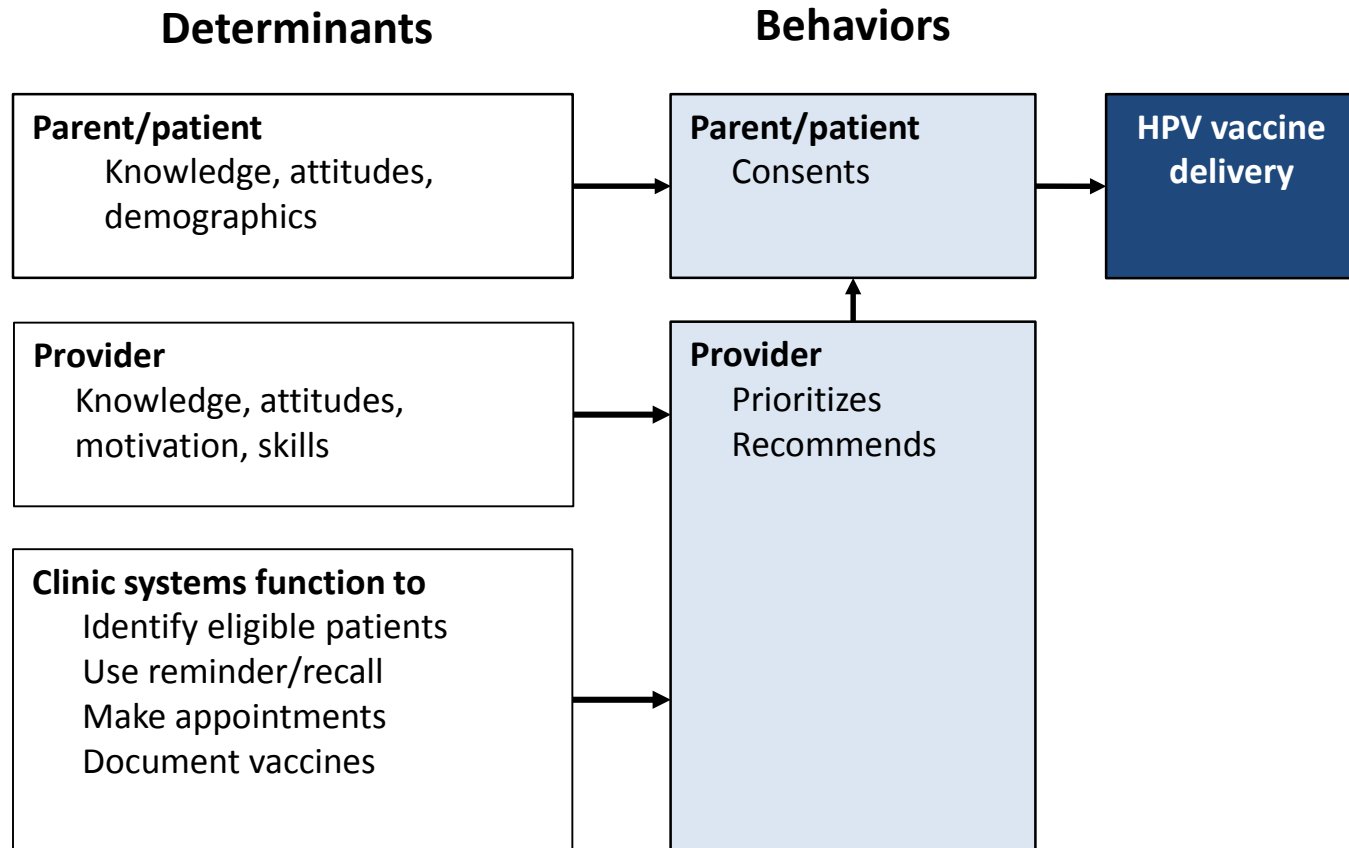 Determinants
Behaviors
Parent/patient
Knowledge, attitudes,
demographics
Parent/patient
Consents
HPV vaccine
delivery
Provider
Knowledge, attitudes,
motivation, skills
Provider
Prioritizes
Recommends
Clinic systems function to
Identify eligible patients
Use reminder/recall
Make appointments
Document vaccines